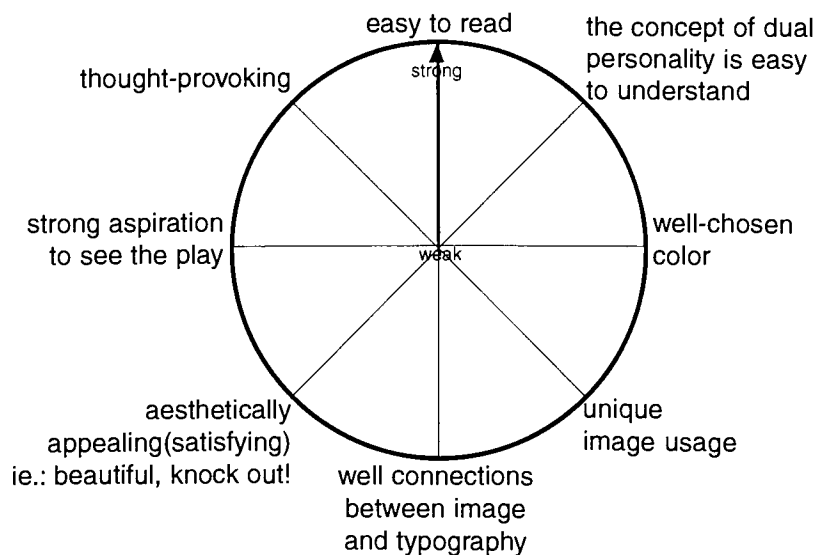 easy to read
the concept of dual
personality is easy
to understand
strong
thought-provoking
strong aspiration
to see the play
weak
well-chosen
color
aesthetically
appealing(satisfying)
ie.: beautiful, knock out!
unique
image usage
well connections
between image
and typography